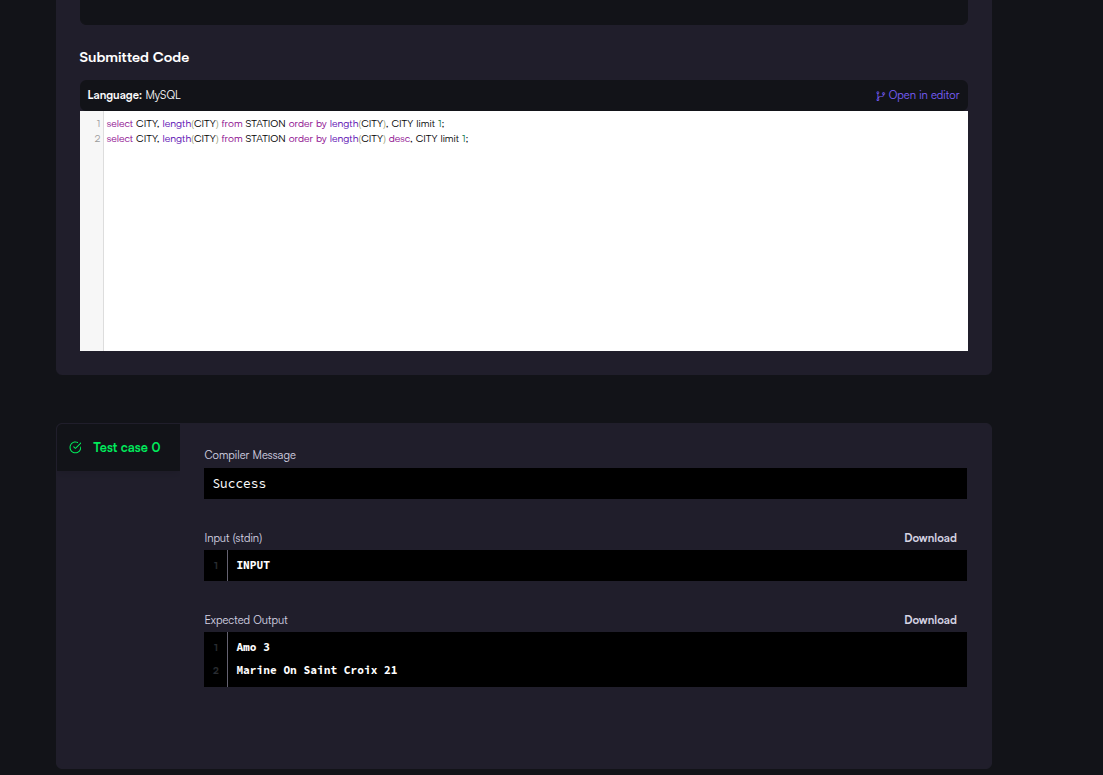 Submitted Code
Language: MySQL
Open in editor
1 select CITY, length(CITY) from STATION order by length(CITY), CITY limit 1;
2 select CITY, length(CITY) from STATION order by length(CITY) desc, CITY limit 1;
Test case 0
Compiler Message
Success
Input (stdin)
Download
1 INPUT
Expected Output
Download
1 Amo 3
2 Marine On Saint Croix 21